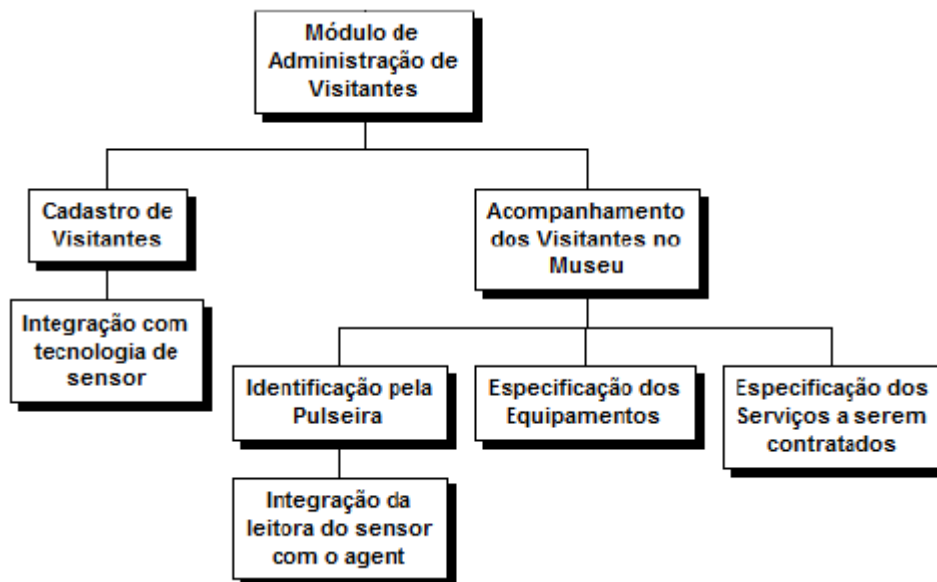 Módulo de
Administração de
Visitantes
Cadastro de
Visitantes
Acompanhamento
dos Visitantes no
Museu
Integração com
tecnologia de
sensor
Identificação pela
Pulseira
Especificação dos
Equipamentos
Especificação dos
Serviços a serem
contratados
Integração da
leitora do sensor
com o agent